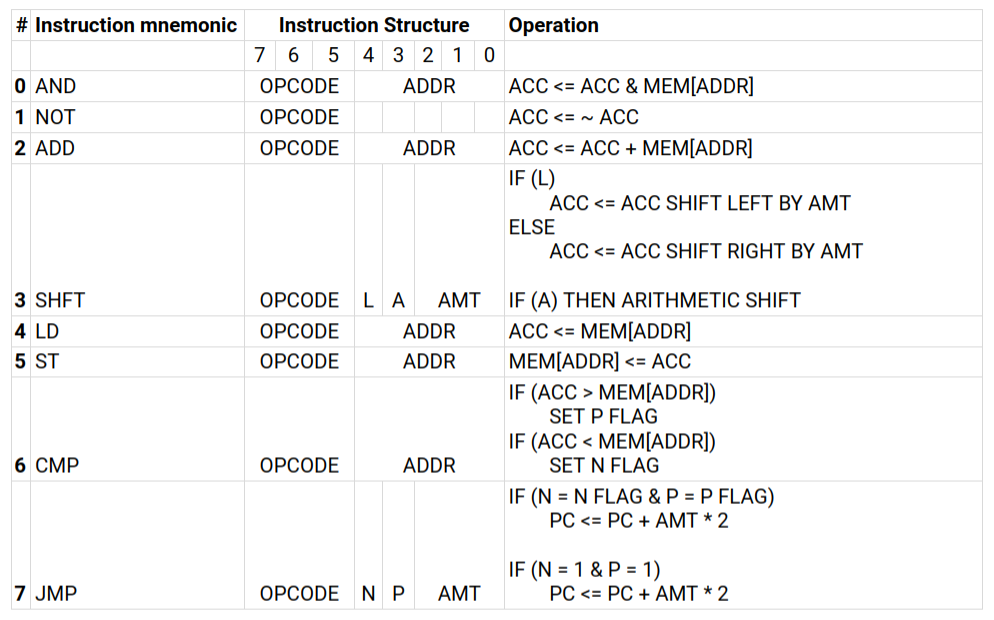 # Instruction mnemonic Instruction Structure Operation
7 6 5 4 3 2 1 0
0 AND OPCODE ADDR ACC <= ACC & MEM[ADDR]
1 NOT OPCODE ACC <= ~ ACC
2 ADD OPCODE ADDR ACC <= ACC + MEM[ADDR]
IF (L)
ACC <= ACC SHIFT LEFT BY AMT
ELSE
ACC <= ACC SHIFT RIGHT BY AMT
3 SHFT OPCODE L A AMT IF (A) THEN ARITHMETIC SHIFT
4 LD OPCODE ADDR ACC <= MEM[ADDR]
5 ST OPCODE ADDR MEM[ADDR] <= ACC
IF (ACC > MEM[ADDR])
SET P FLAG
IF (ACC < MEM[ADDR])
6 CMP OPCODE ADDR SET N FLAG
IF (N = N FLAG & P = P FLAG)
PC <= PC + AMT * 2
IF (N = 1 & P = 1)
7 JMP OPCODE N P AMT PC <= PC + AMT * 2